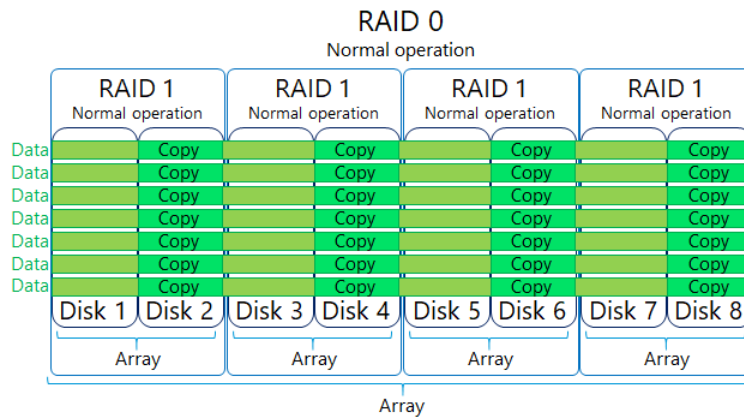 RAID 0
Normal operation
RAID 1 RAID 1 RAID 1 RAID 1
Normal operation Normal operation Normal operation Normal operation
Data Copy Copy Copy Copy
Data Copy Copy Copy Copy
Data Copy Copy Copy Copy
Data Copy Copy Copy Copy
Data Copy Copy Copy Copy
Data Copy Copy Copy Copy
Data Copy Copy Copy Copy
Disk 1 Disk 2 Disk 3 Disk 4 Disk 5 Disk 6 Disk 7 Disk 8
Array Array Array Array
Array